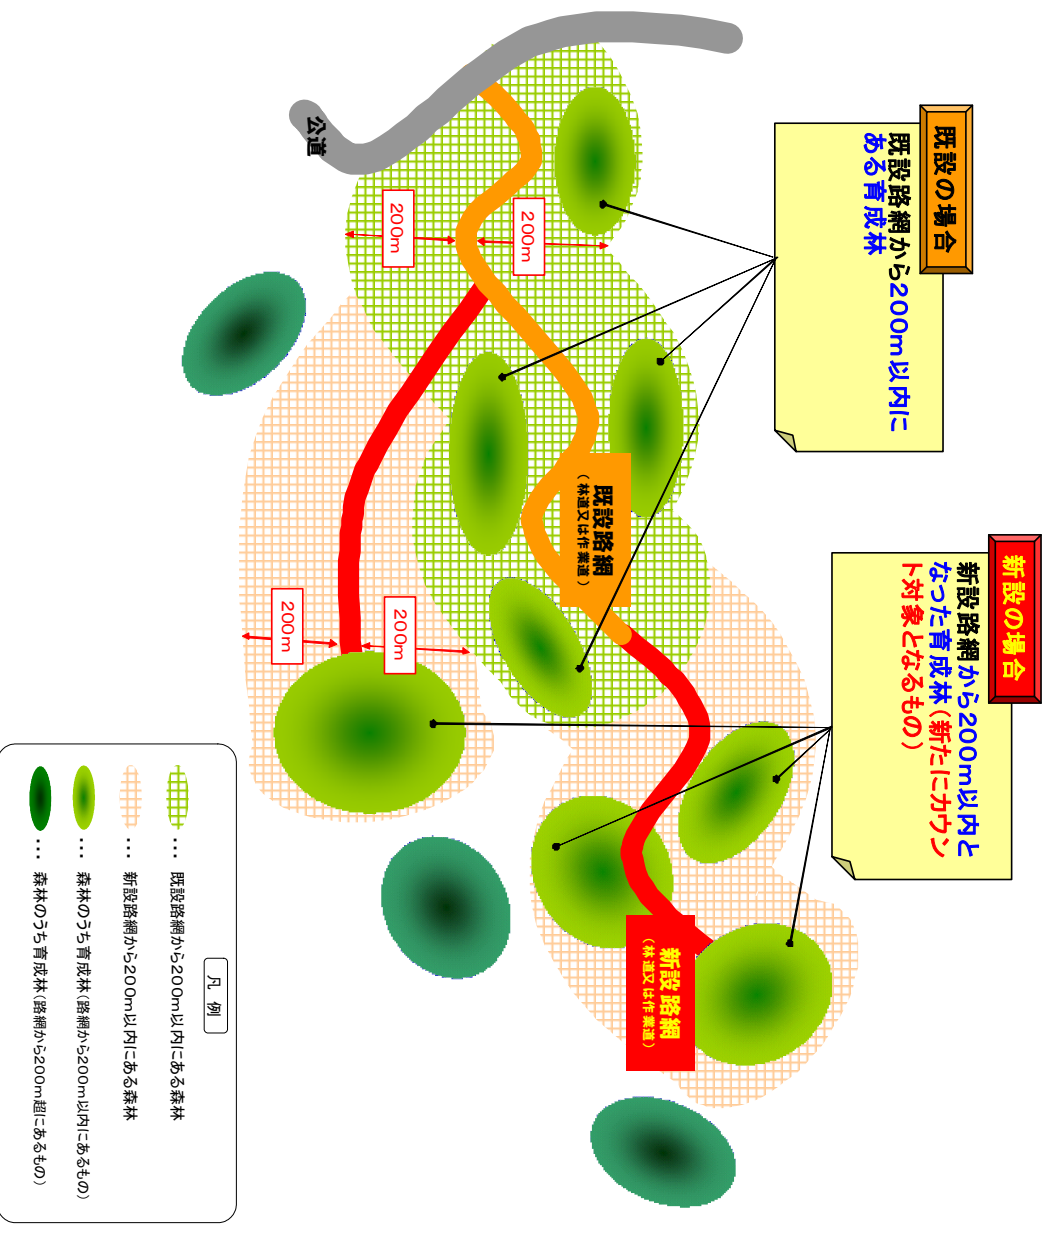 既設の場合
既設路網から200m以内に
ある育成林
新設の場合
新設路網から200m以内と
なった育成林(新たにカウン
ト対象となるもの)
公道
200m
200m
既設路網
(林道又は作業道)
200m
200m
新設路網
(林道又は作業道)
凡例
… 既設路網から200m以内にある森林
… 新設路網から200m以内にある森林
… 森林のうち育成林(路網から200m以内にあるもの)
… 森林のうち育成林(路網から200m超にあるもの)